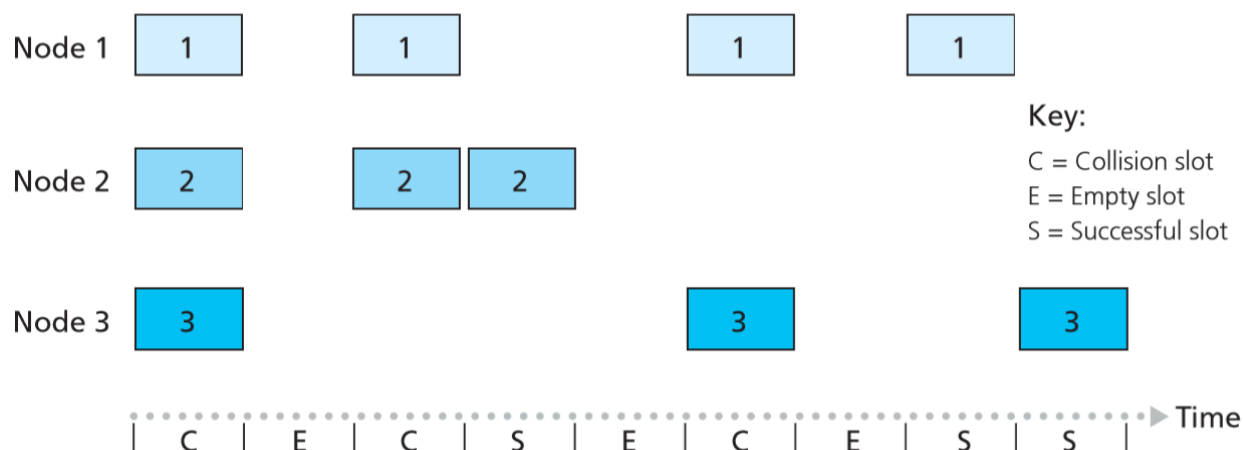 Node 1 1 1 1 1
Key:
C = Collision slot
Node 2 2 2 2
E = Empty slot
S = Successful slot
Node 3 3 3 3
Time
C E C S E C E S S